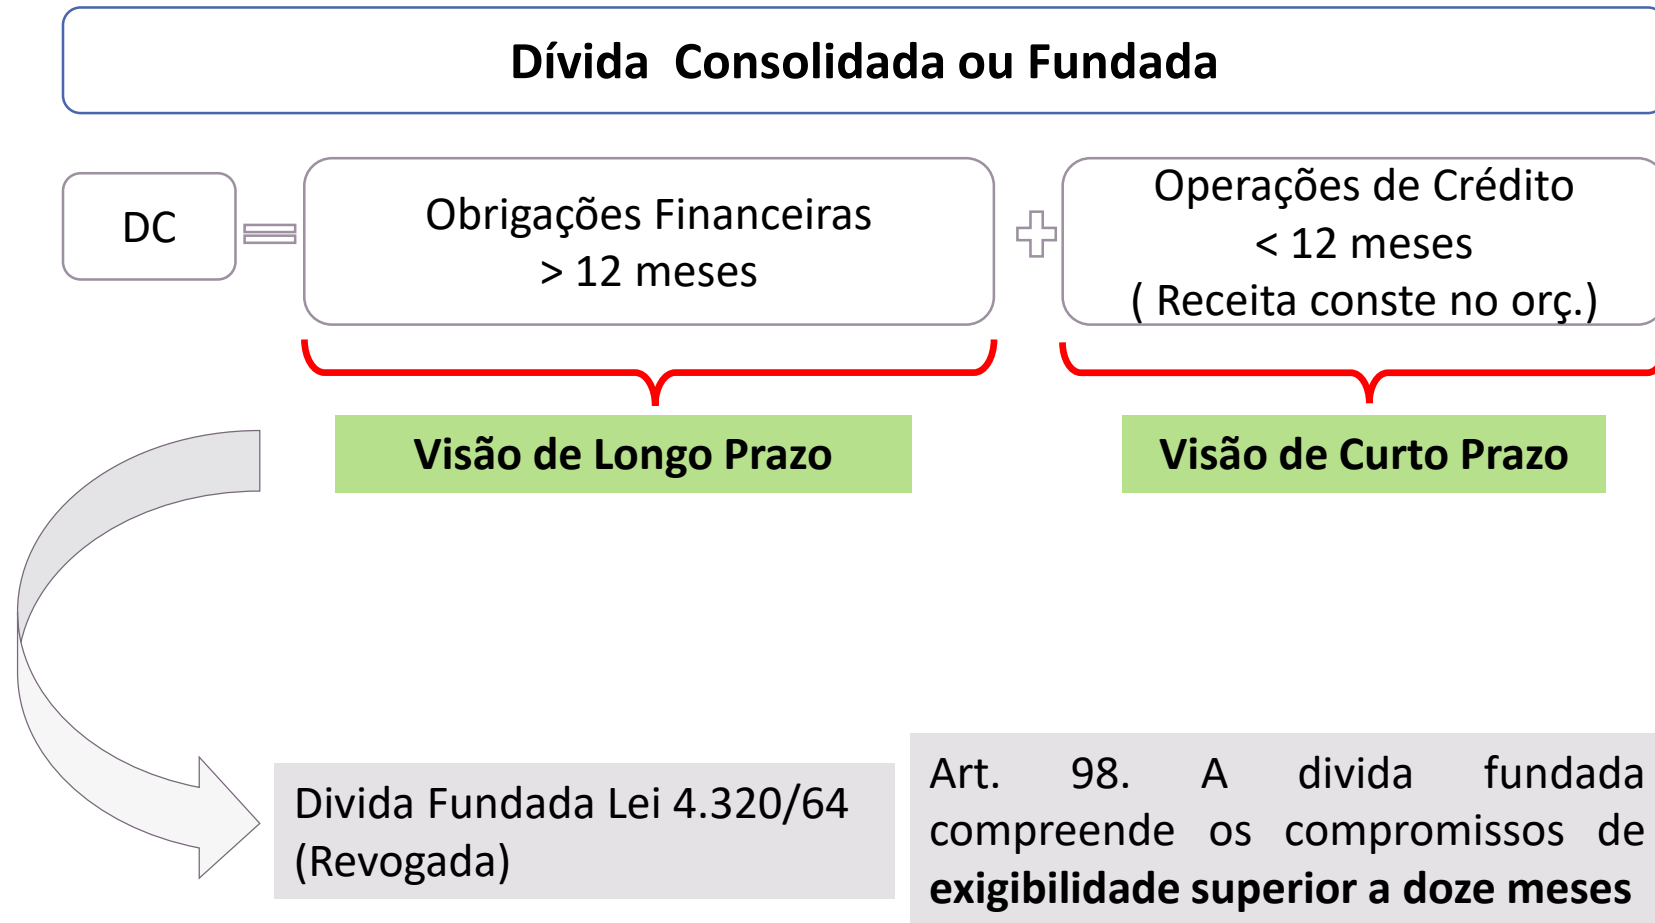 Dívida Consolidada ou Fundada
DC
Obrigações Financeiras
> 12 meses
Operações de Crédito
< 12 meses
( Receita conste no orç.)
Visão de Longo Prazo
Visão de Curto Prazo
Divida Fundada Lei 4.320/64
(Revogada)
Art. 98. A divida fundada
compreende os compromissos de
exigibilidade superior a doze meses